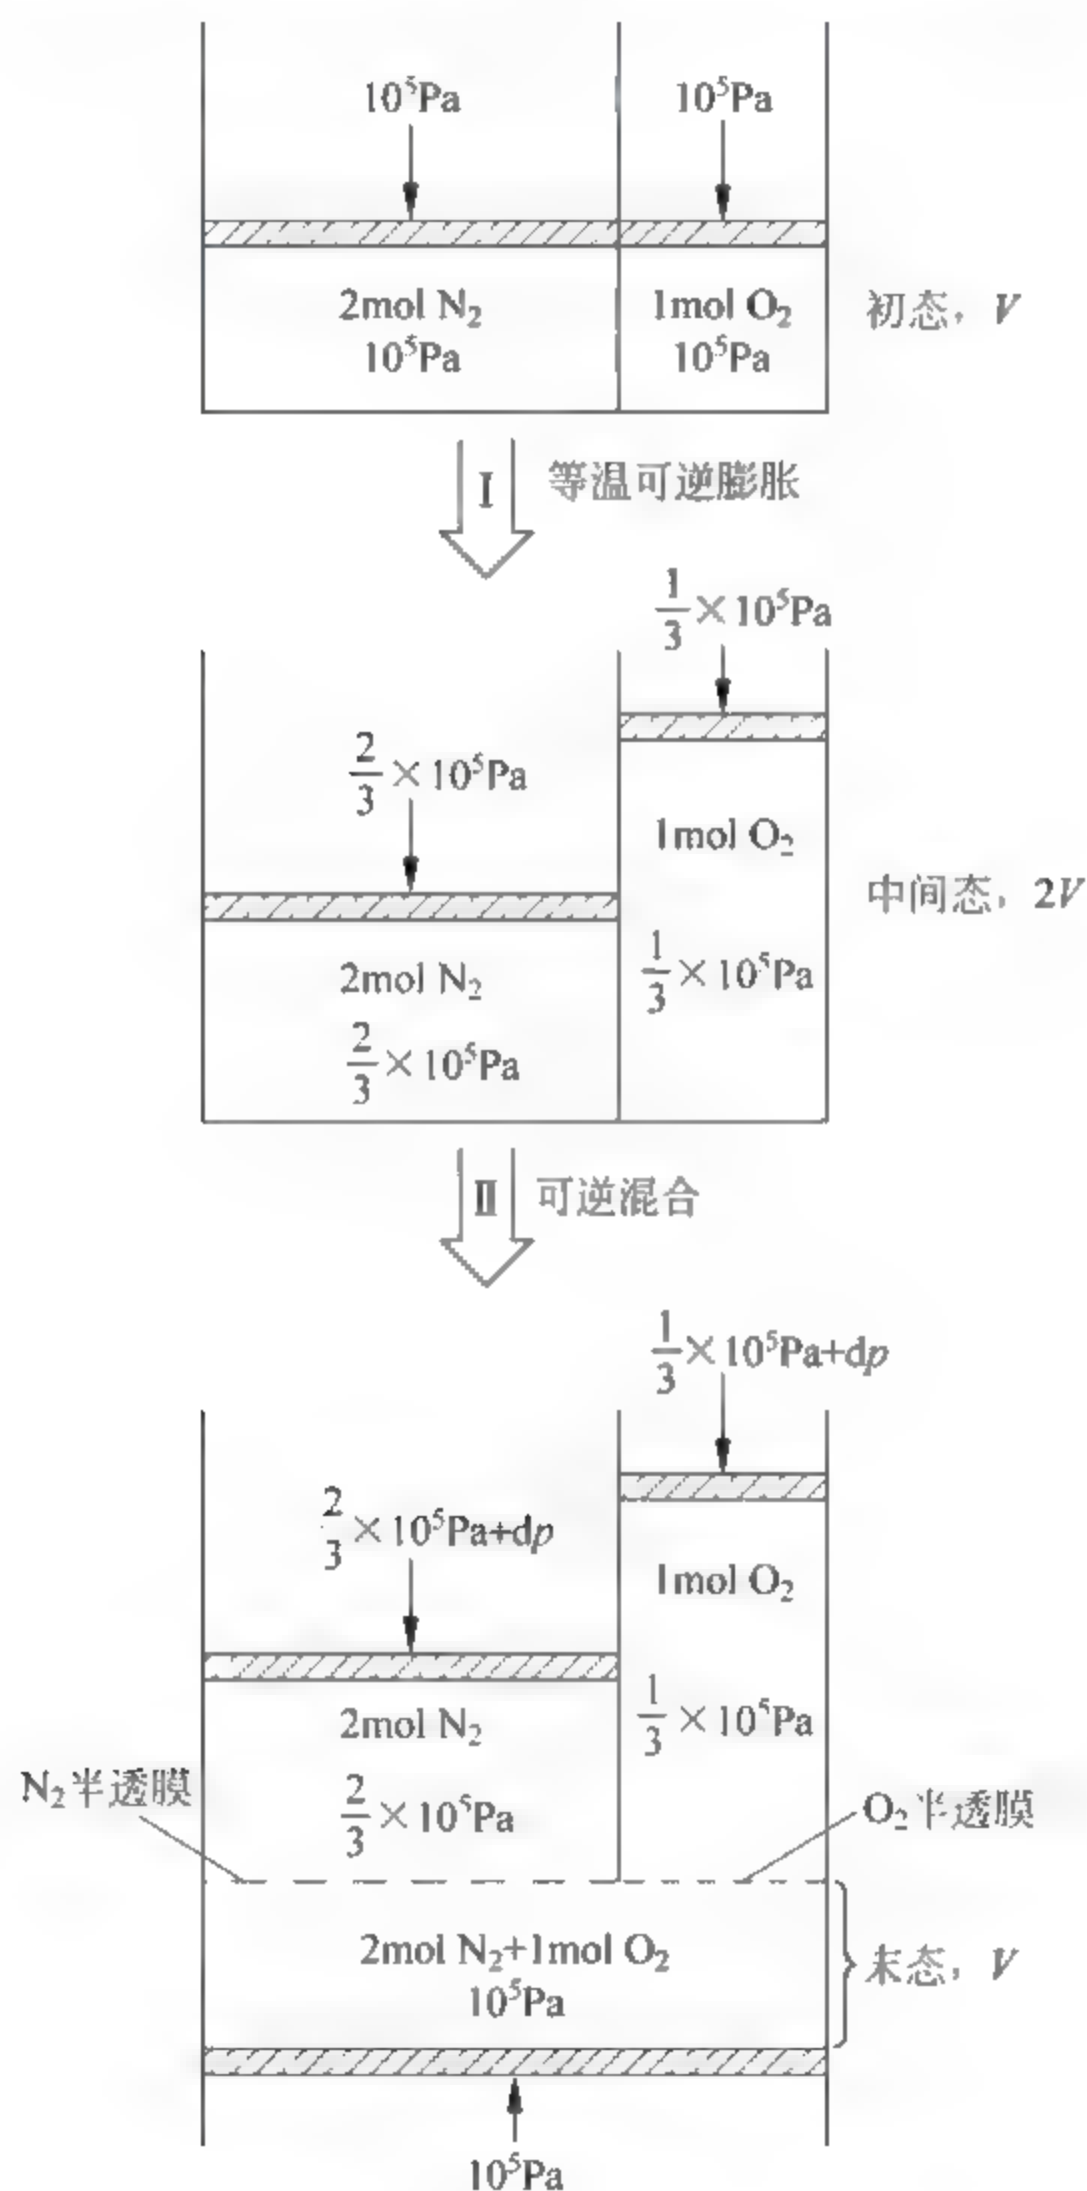 10⁵Pa 10⁵Pa
2mol N₂ 1mol O₂
10⁵Pa 10⁵Pa
初态，V
Ⅰ 等温可逆膨胀
1/3×10⁵Pa
2/3×10⁵Pa
1mol O₂
中间态，2V
2mol N₂
1/3×10⁵Pa
2/3×10⁵Pa
Ⅱ 可逆混合
1/3×10⁵Pa+dp
2/3×10⁵Pa+dp
1mol O₂
2mol N₂
1/3×10⁵Pa
N₂半透膜
2/3×10⁵Pa
O₂半透膜
2mol N₂+1mol O₂
10⁵Pa
末态，V
10⁵Pa